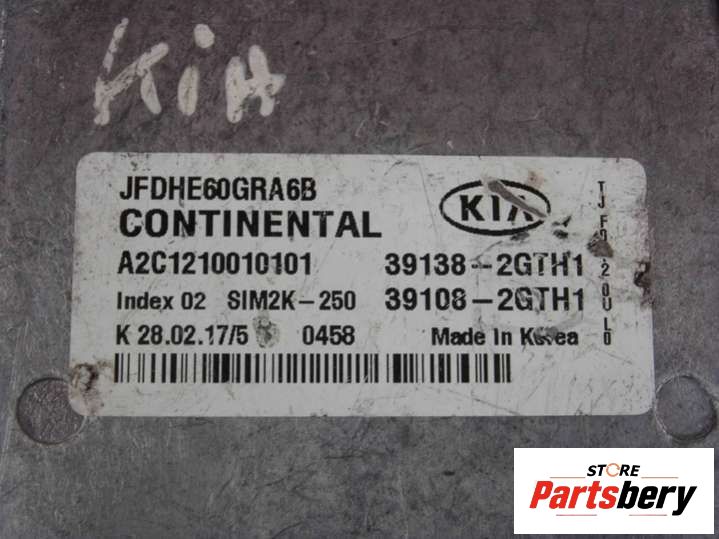 Kia
JFDHE60GRA6B
CONTINENTAL
KIA
A2C1210010101 39138-2GTH1
Index 02 SIM2K-250 39108-2GTH1
K 28.02.17/5 0458 Made In Korea
STORE
Partsbery